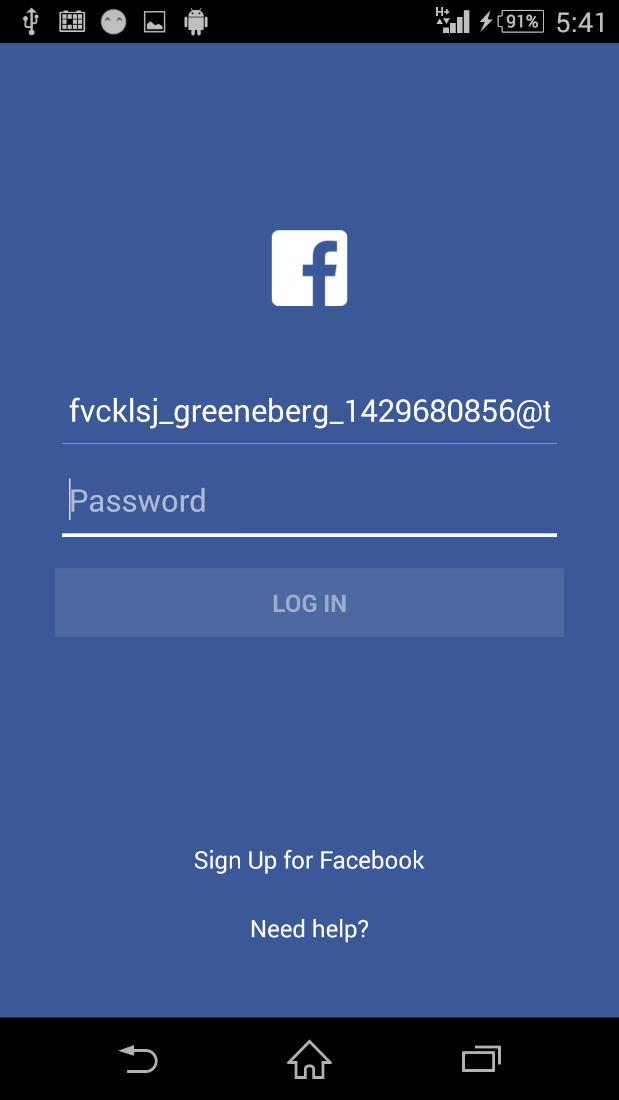 H+ 91% 5:41
f
fvcklsj_greeneberg_1429680856@t
Password
LOG IN
Sign Up for Facebook
Need help?